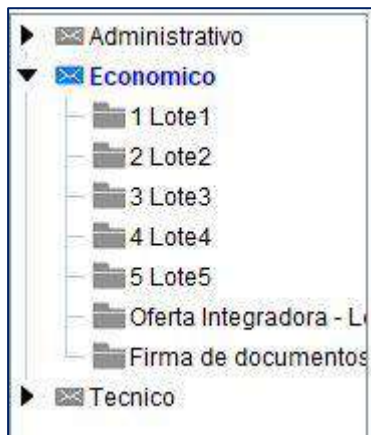 Administrativo
Economico
1 Lote1
2 Lote2
3 Lote3
4 Lote4
5 Lote5
Oferta Integradora - L
Firma de documentos
Tecnico